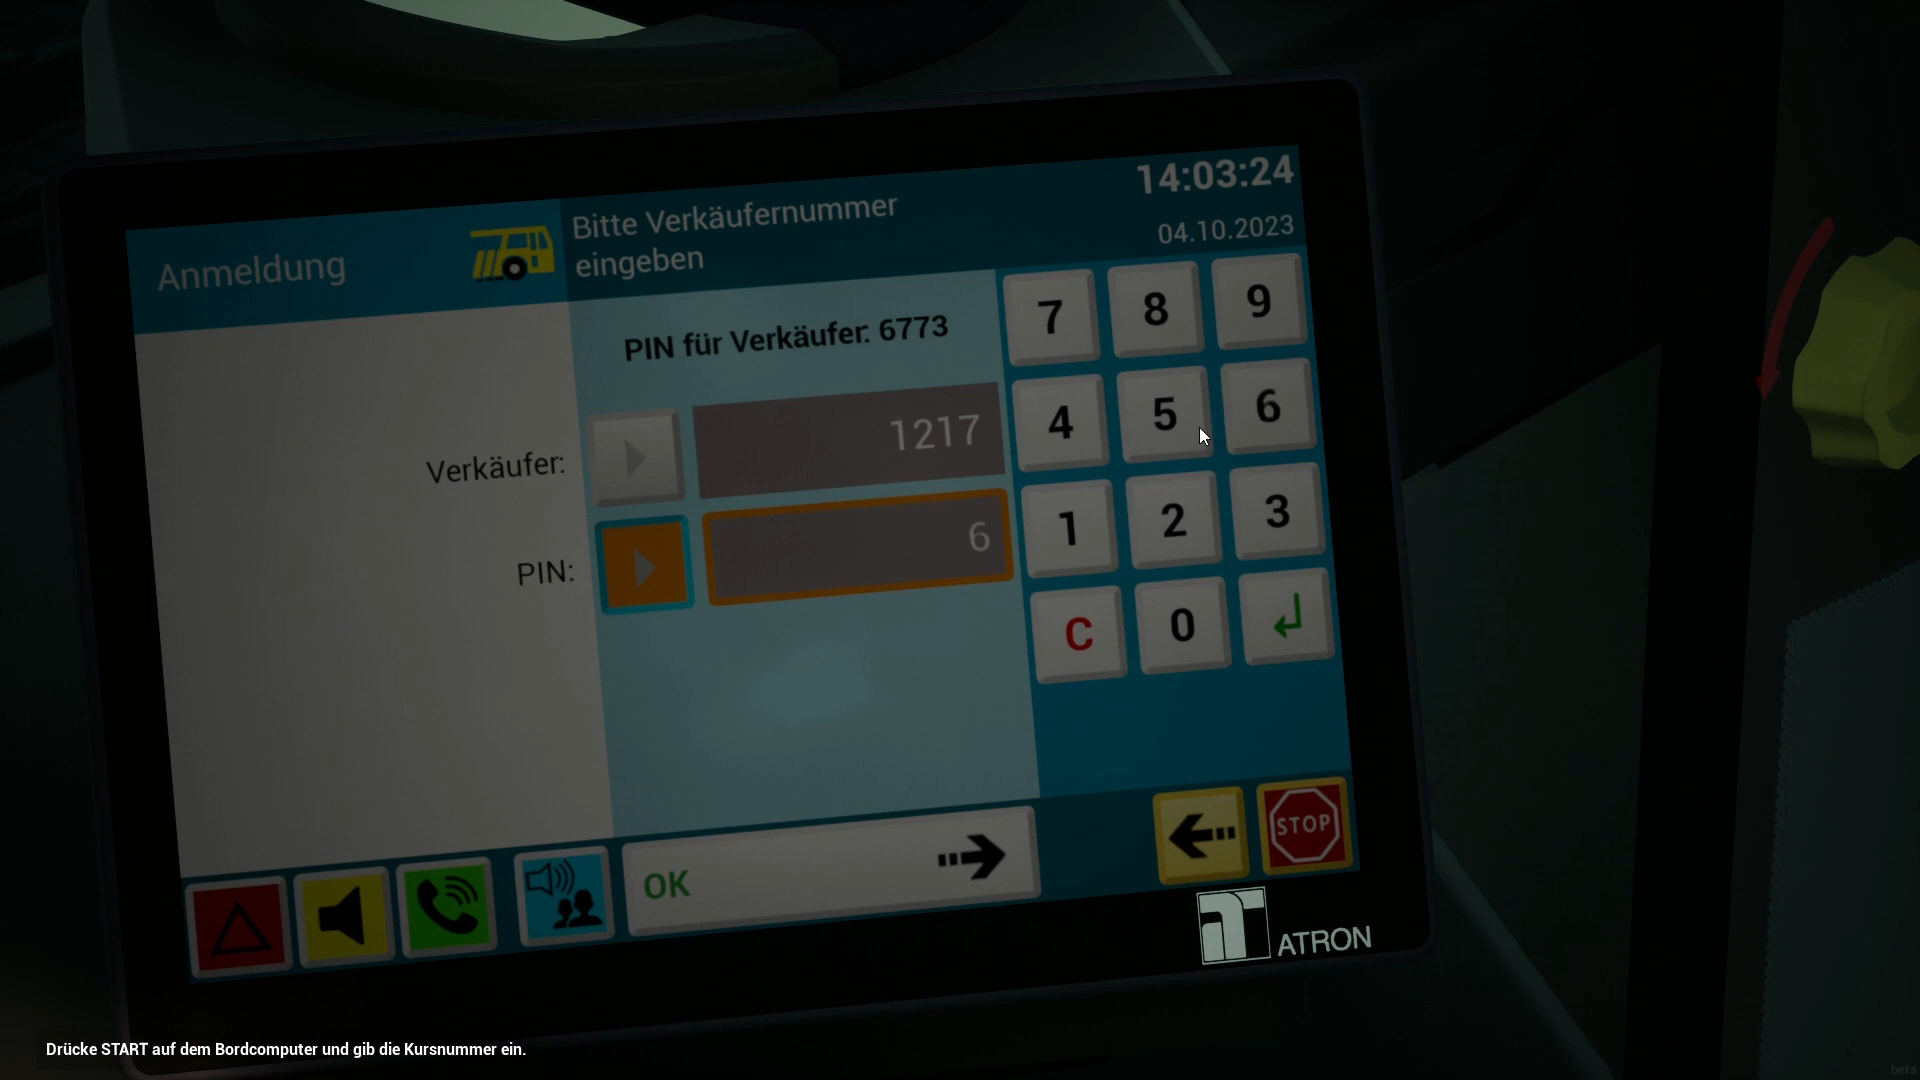 14:03:24
04.10.2023
Anmeldung
Bitte Verkäufernummer
eingeben
PIN für Verkäufer: 6773
Verkäufer:
1217
PIN:
6
7 8 9
4 5 6
1 2 3
C 0
OK
STOP
ATRON
Drücke START auf dem Bordcomputer und gib die Kursnummer ein.
beta